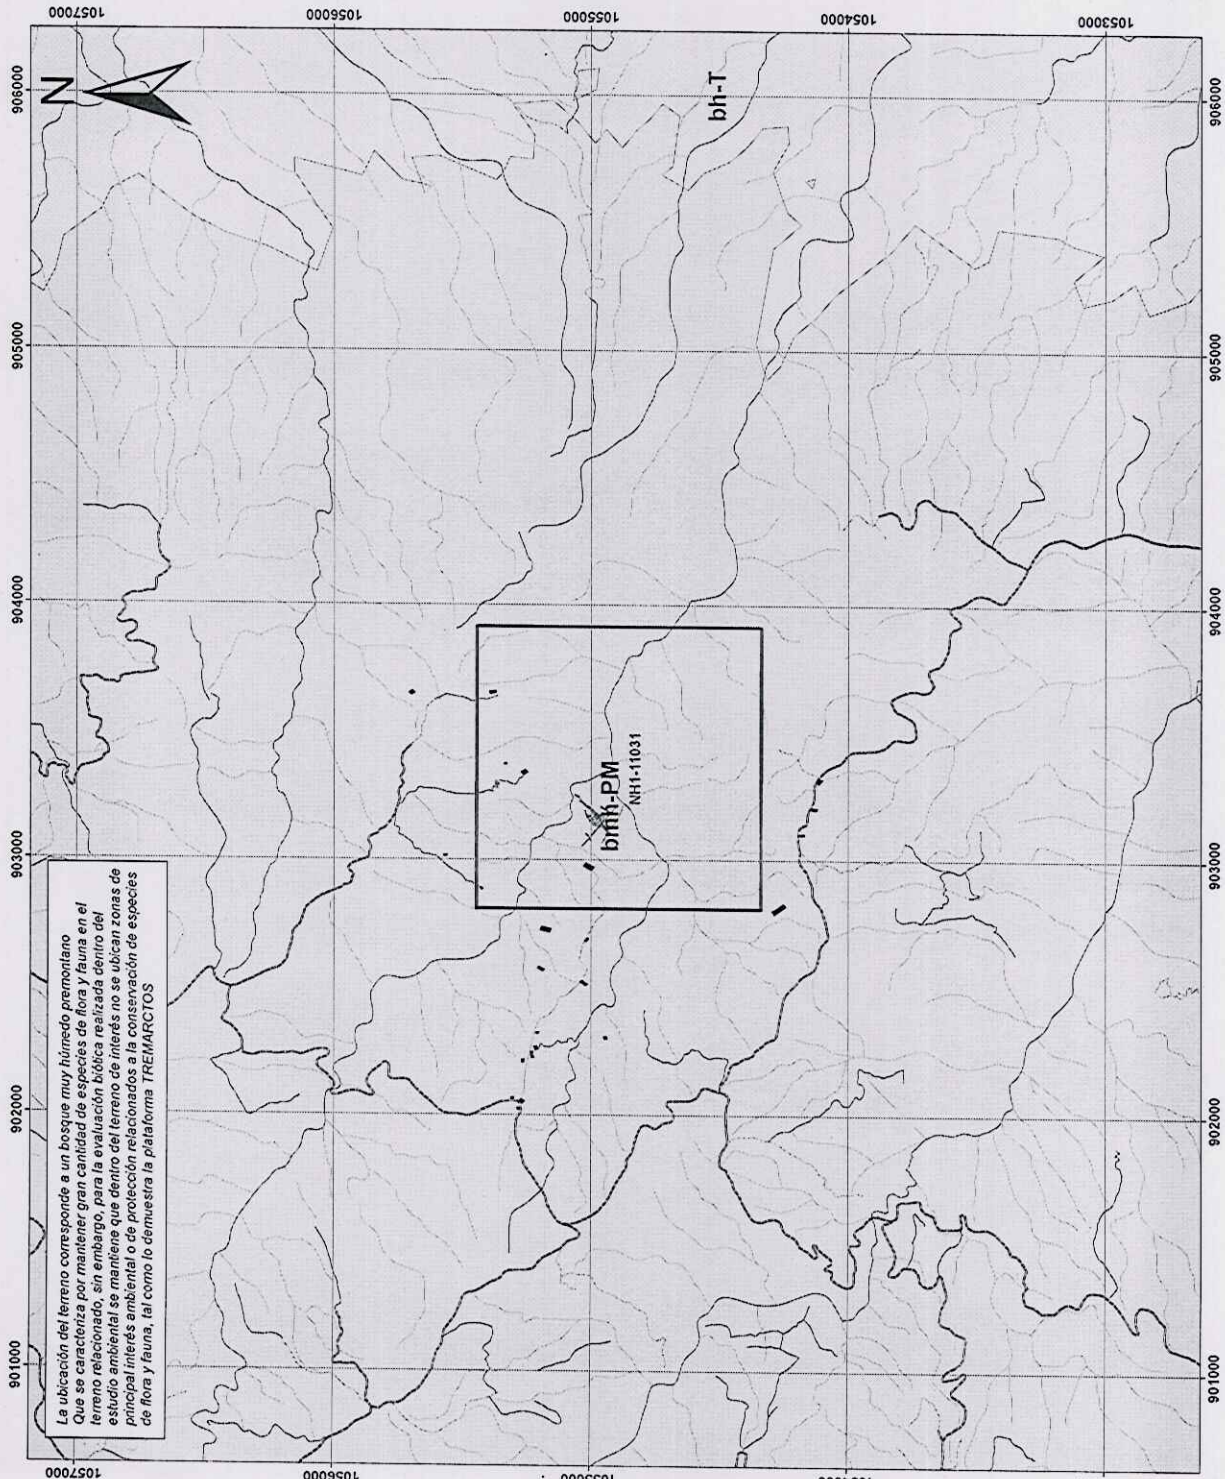 La ubicación del terreno corresponde a un bosque muy húmedo premontano
Que se caracteriza por mantener gran cantidad de especies de flora y fauna en el
terreno relacionado, sin embargo, para la evaluación biótica realizada dentro del
estudio ambiental se mantiene que dentro del terreno de interés no se ubican zonas de
principal interés ambiental o de protección relacionados a la conservación de especies
de flora y fauna, tal como lo demuestra la plataforma TREMARCTOS
901000
902000
903000
904000
905000
906000
N
1057000
1056000
1055000
1054000
1053000
bh-T
bmh-PM
NH1-11031
1057000
1056000
901000
902000
903000
904000
905000
906000